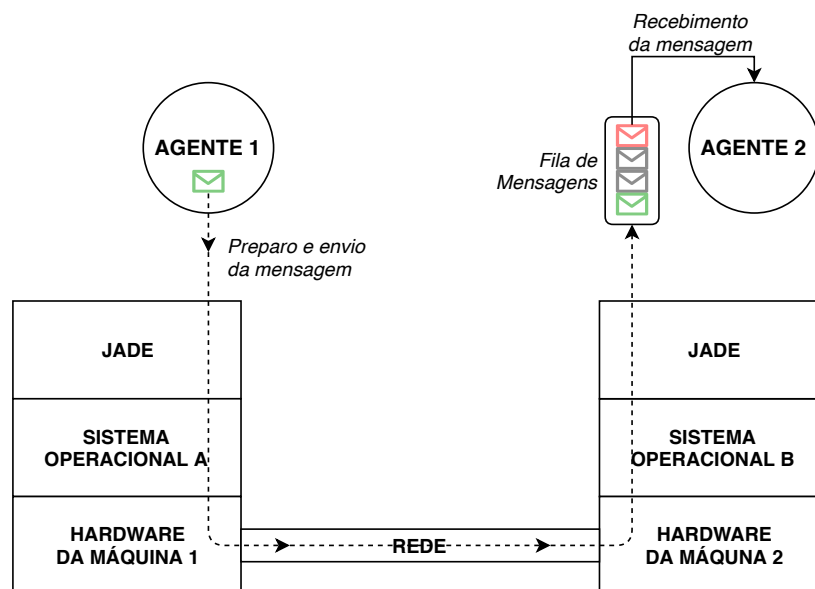 Recebimento
da mensagem
AGENTE 1
AGENTE 2
Fila de
Mensagens
Preparo e envio
da mensagem
JADE
JADE
SISTEMA
OPERACIONAL A
SISTEMA
OPERACIONAL B
HARDWARE
DA MÁQUINA 1
REDE
HARDWARE
DA MÁQUNA 2